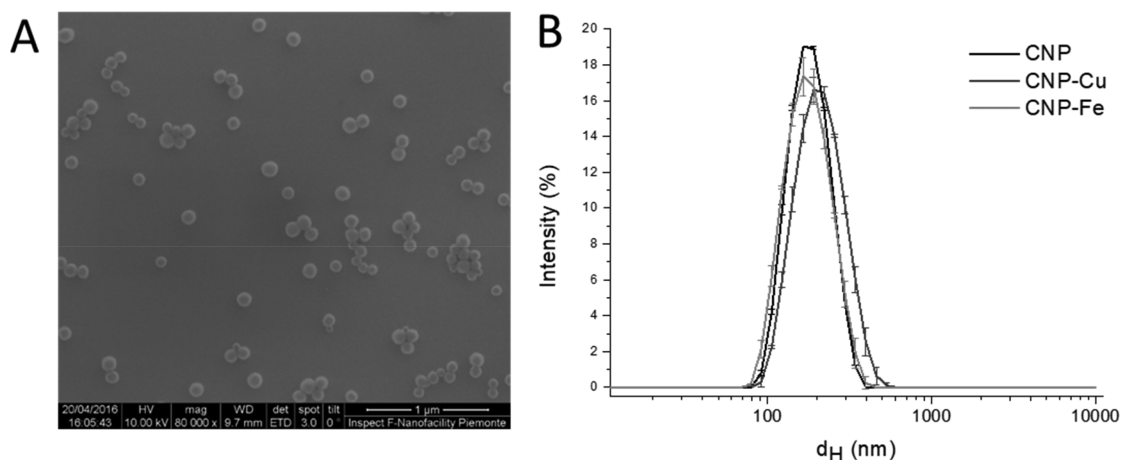 A
20/04/2016 HV mag WD det spot tilt 1 µm
16:05:43 10.00 kV 80 000 x 9.7 mm ETD 3.0 0° Inspect F-Nanofacility Piemonte
B
20
18
16
14
12
10
8
6
4
2
0
Intensity (%)
CNP
CNP-Cu
CNP-Fe
100 1000 10000
dH (nm)